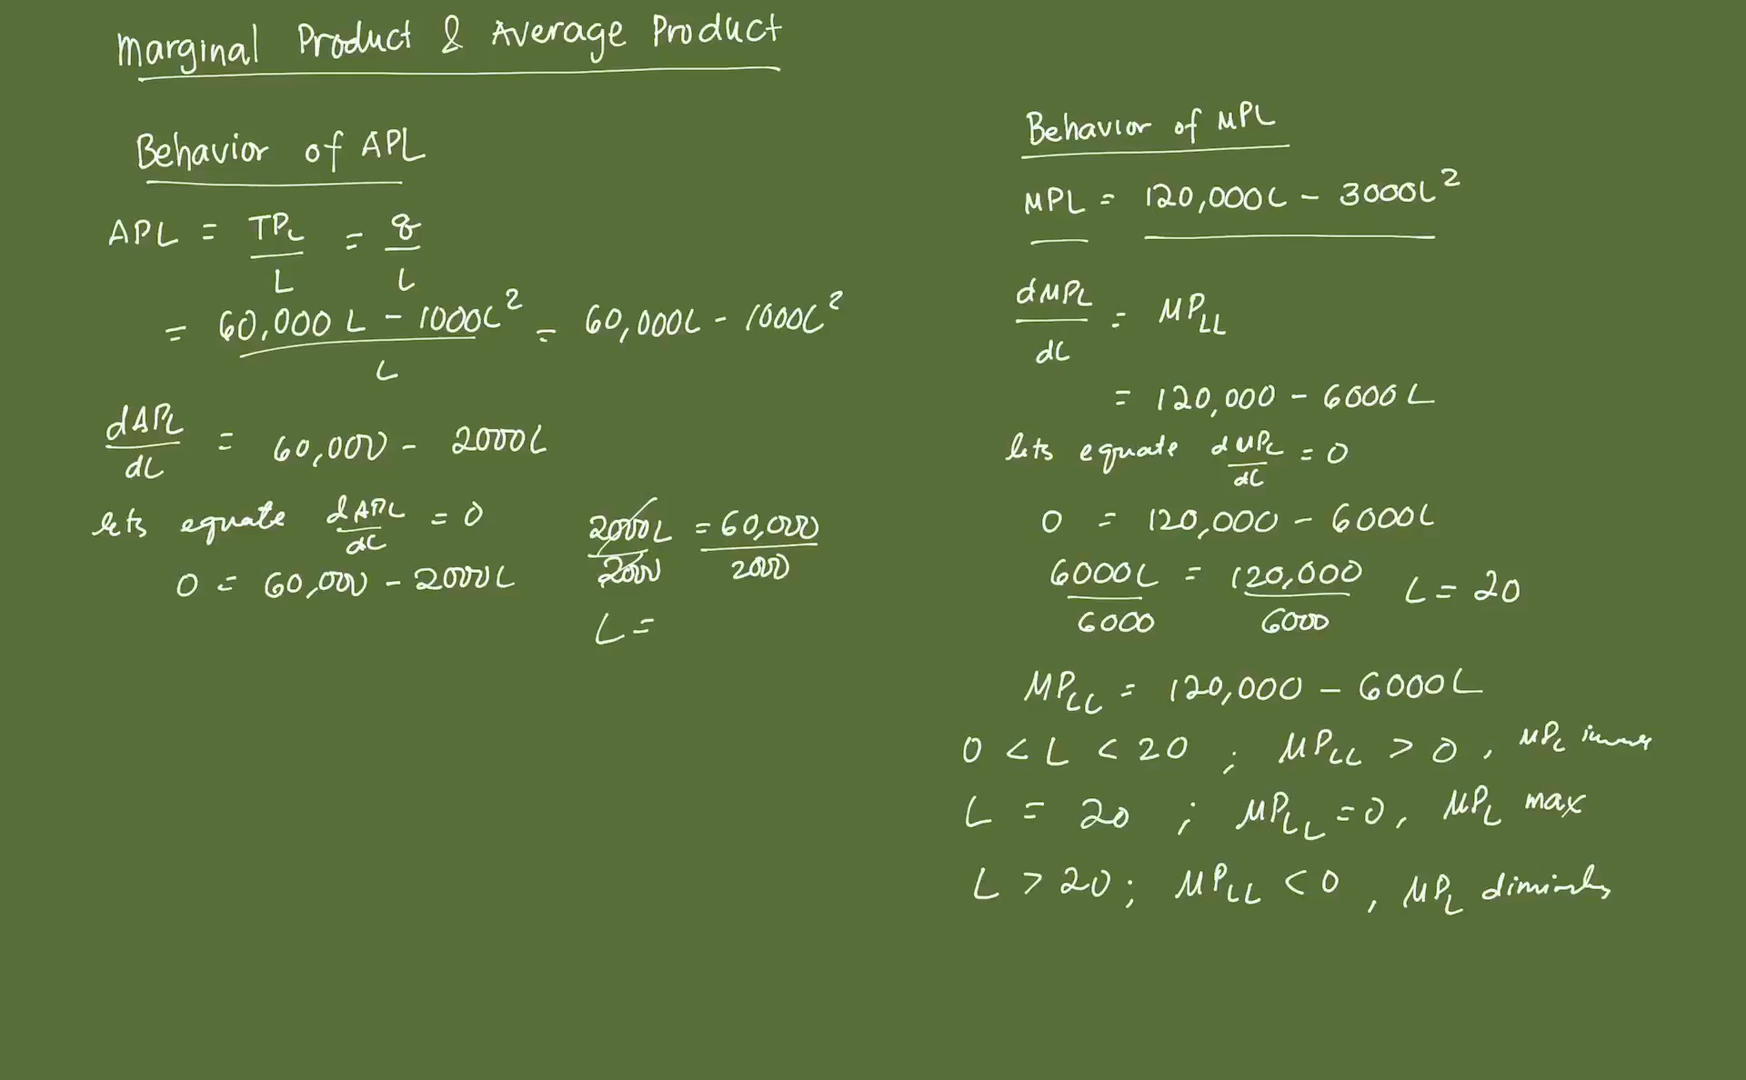 Marginal Product & Average Product
Behavior of APL
APL = TPL/L = q/L
= 60,000 L - 1000L²/L = 60,000L - 1000L²
dAPL/dL = 60,000 - 2000L
lets equate dAPL/dL = 0
0 = 60,000 - 2000L
2000L/2000 = 60,000/2000
L =
Behavior of MPL
MPL = 120,000L - 3000L²
dMPL/dL = MPLL
= 120,000 - 6000L
lets equate dMPL/dL = 0
0 = 120,000 - 6000L
6000L/6000 = 120,000/6000 L = 20
MPLL = 120,000 - 6000L
0 < L < 20 ; MPLL > 0 , MPL
L = 20 ; MPLL = 0, MPL max
L > 20 ; MPLL < 0 , MPL